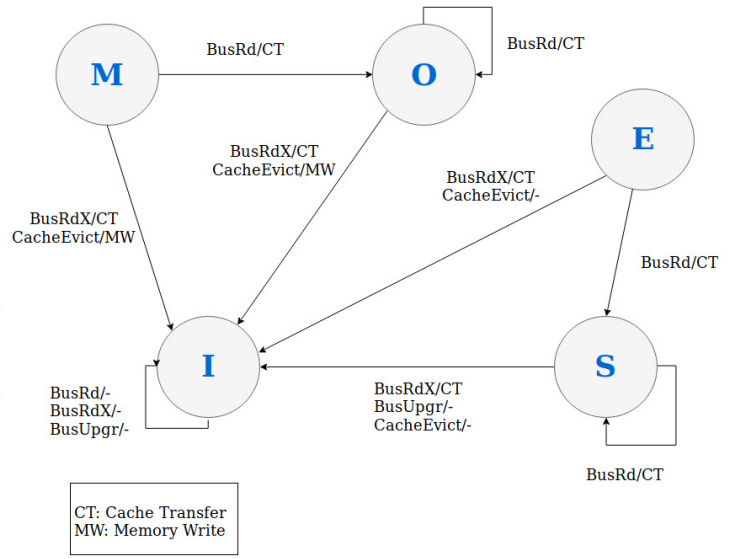 M
BusRd/CT
O
BusRd/CT
E
BusRdX/CT
CacheEvict/MW
BusRdX/CT
CacheEvict/-
BusRdX/CT
CacheEvict/MW
BusRd/CT
I
S
BusRd/-
BusRdX/-
BusUpgr/-
BusRdX/CT
BusUpgr/-
CacheEvict/-
BusRd/CT
CT: Cache Transfer
MW: Memory Write